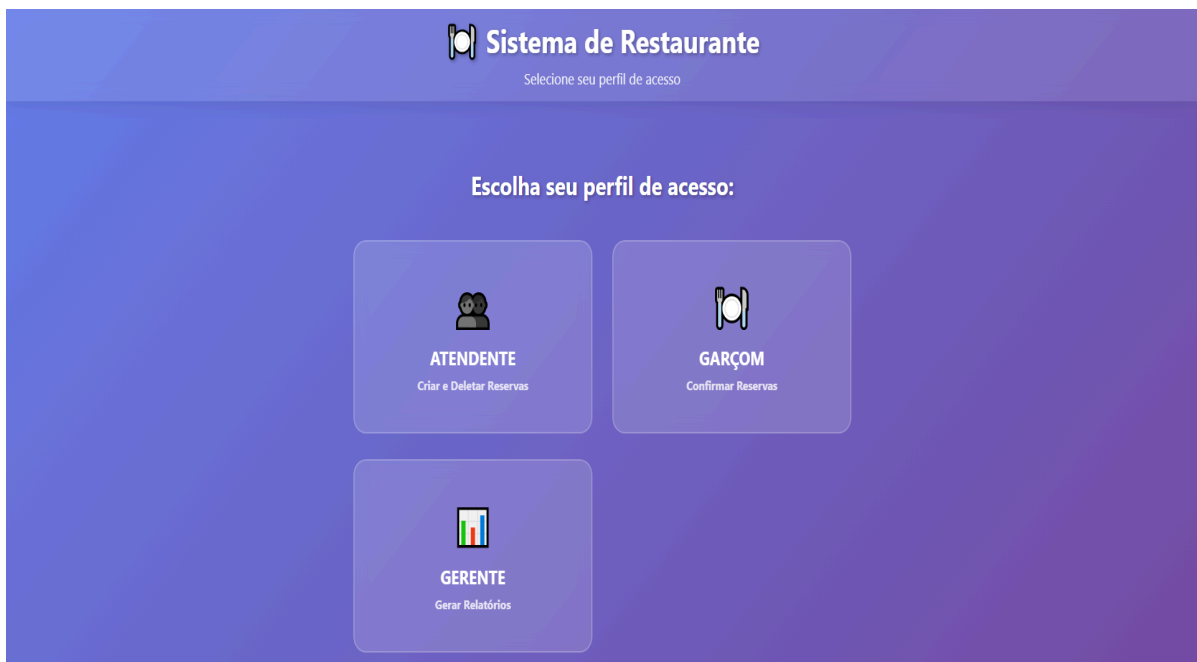 Sistema de Restaurante
Selecione seu perfil de acesso
Escolha seu perfil de acesso:
ATENDENTE
Criar e Deletar Reservas
GARÇOM
Confirmar Reservas
GERENTE
Gerar Relatórios